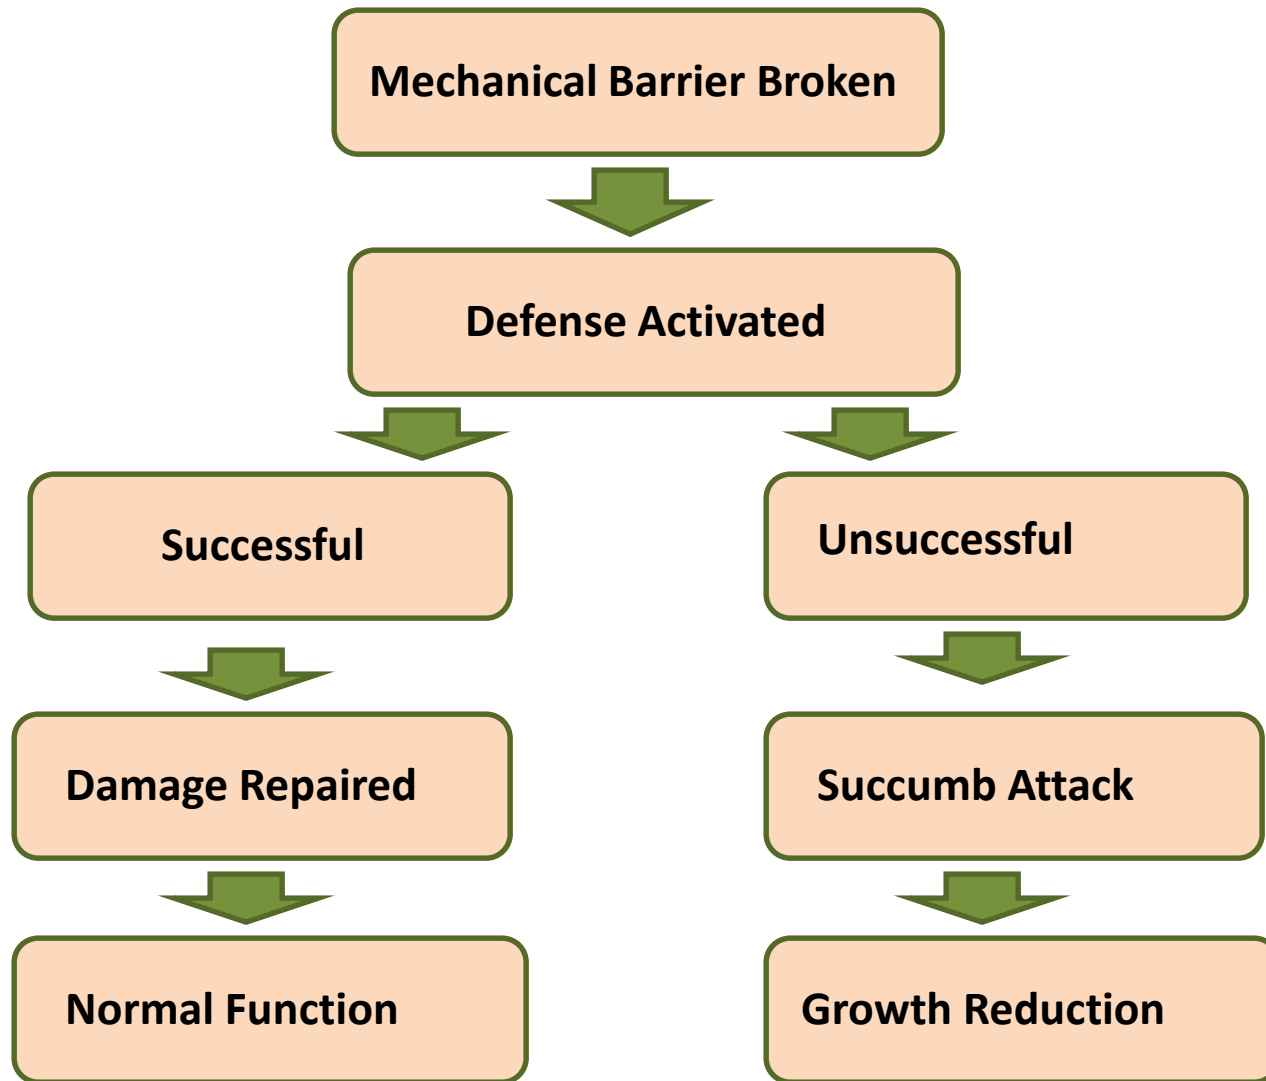 Mechanical Barrier Broken
Defense Activated
Successful
Unsuccessful
Damage Repaired
Succumb Attack
Normal Function
Growth Reduction